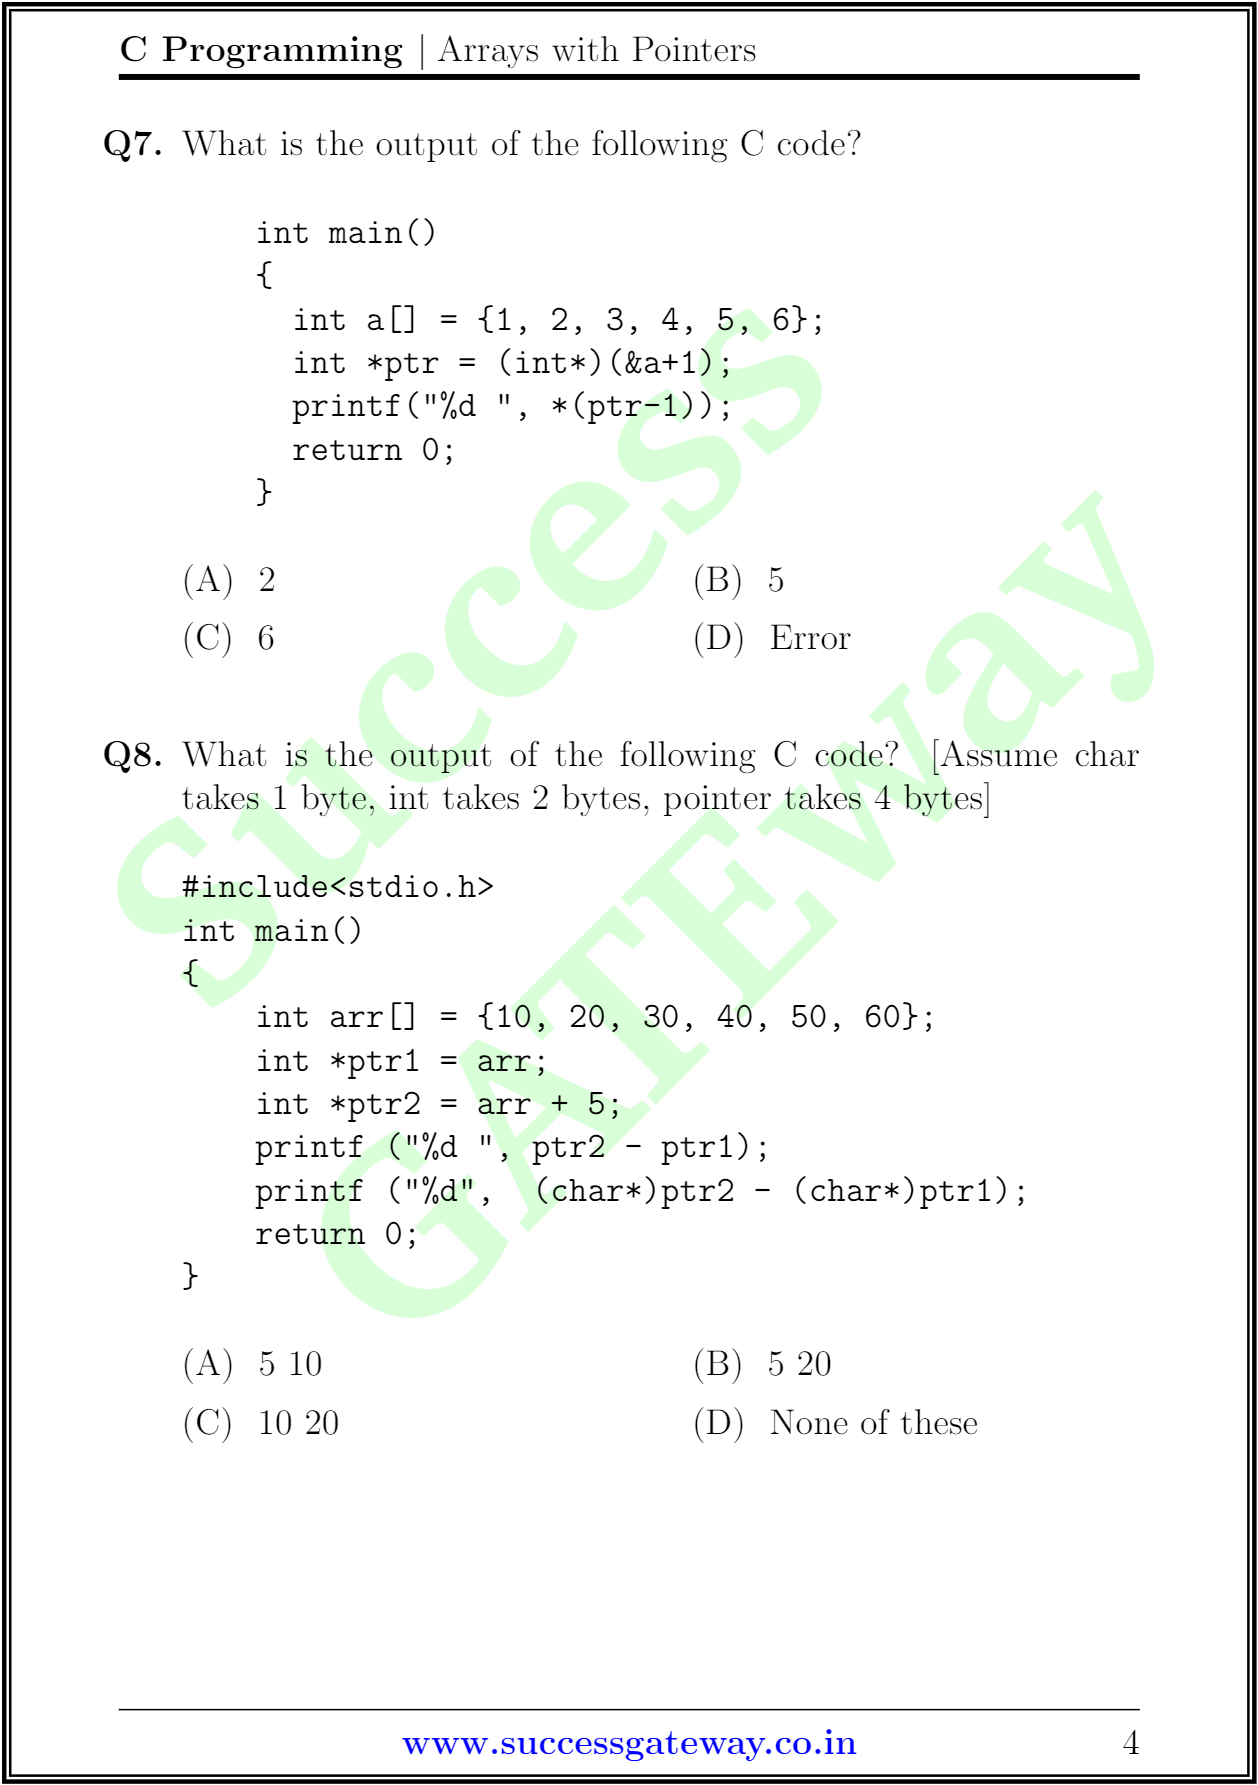 C Programming | Arrays with Pointers
Q7. What is the output of the following C code?
int main()
{
  int a[] = {1, 2, 3, 4, 5, 6};
  int *ptr = (int*)(&a+1);
  printf("%d ", *(ptr-1));
  return 0;
}
(A) 2 (B) 5
(C) 6 (D) Error
Q8. What is the output of the following C code? [Assume char
takes 1 byte, int takes 2 bytes, pointer takes 4 bytes]
#include<stdio.h>
int main()
{
    int arr[] = {10, 20, 30, 40, 50, 60};
    int *ptr1 = arr;
    int *ptr2 = arr + 5;
    printf ("%d ", ptr2 - ptr1);
    printf ("%d",  (char*)ptr2 - (char*)ptr1);
    return 0;
}
(A) 5 10 (B) 5 20
(C) 10 20 (D) None of these
Success
GATEway
www.successgateway.co.in 4